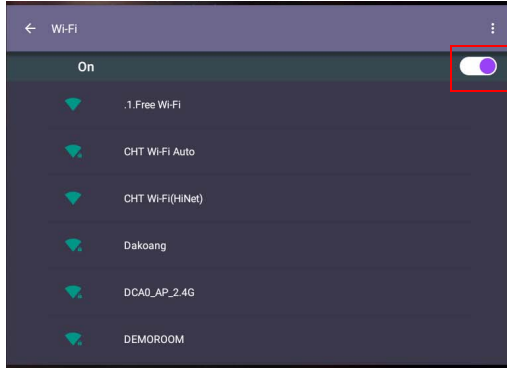 Wi-Fi
On
.1.Free Wi-Fi
CHT Wi-Fi Auto
CHT Wi-Fi(HiNet)
Dakoang
DCA0_AP_2.4G
DEMOROOM